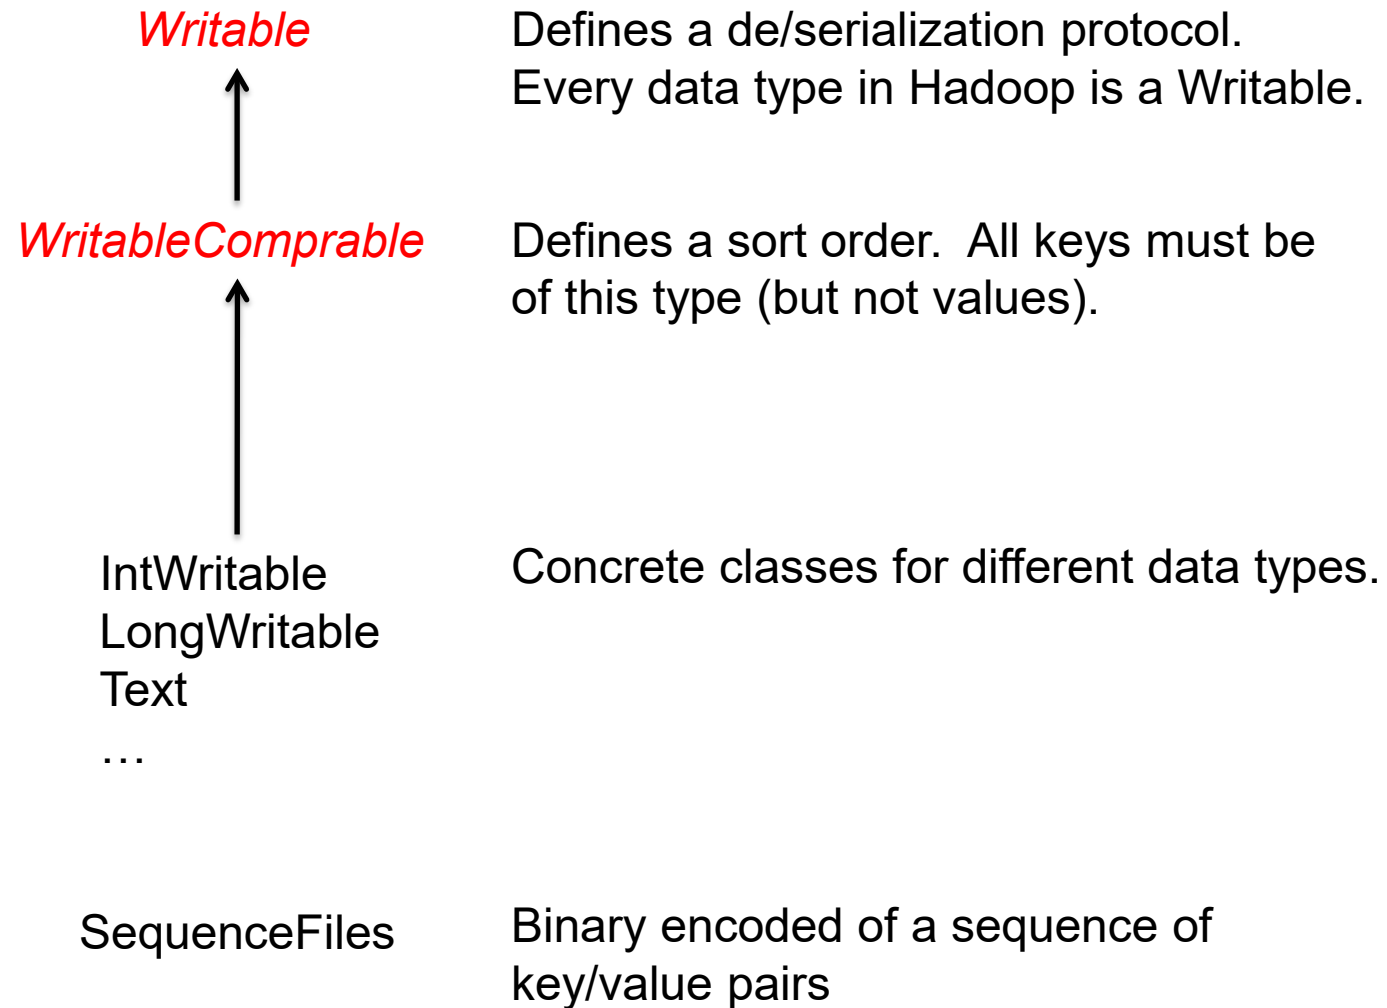 Writable
Defines a de/serialization protocol.
Every data type in Hadoop is a Writable.
WritableComprable
Defines a sort order.  All keys must be
of this type (but not values).
IntWritable
LongWritable
Text
…
Concrete classes for different data types.
SequenceFiles
Binary encoded of a sequence of
key/value pairs